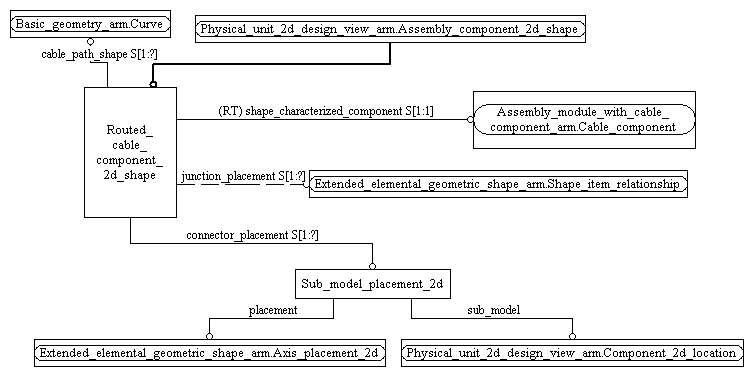 Basic_geometry_arm.Curve
Physical_unit_2d_design_view_arm.Assembly_component_2d_shape
cable_path_shape S[1:?]
(RT) shape_characterized_component S[1:1]
Assembly_module_with_cable_
component_arm.Cable_component
Routed_
cable_
component_
2d_shape
junction_placement S[1:?]
Extended_elemental_geometric_shape_arm.Shape_item_relationship
connector_placement S[1:?]
Sub_model_placement_2d
placement
sub_model
Extended_elemental_geometric_shape_arm.Axis_placement_2d
Physical_unit_2d_design_view_arm.Component_2d_location